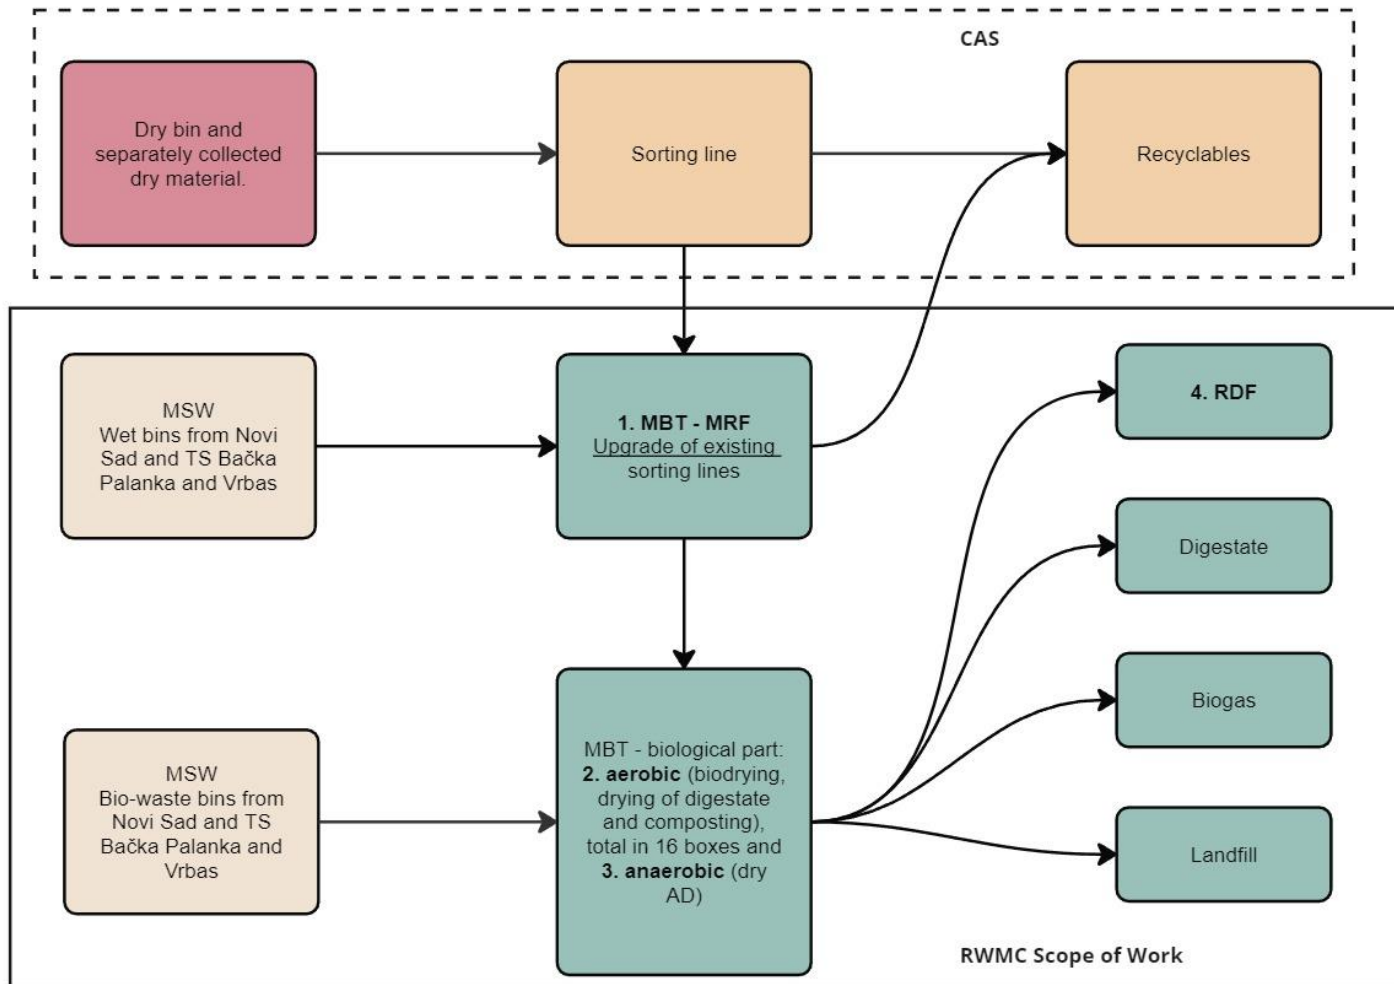 CAS
Dry bin and
separately collected
dry material.
Sorting line
Recyclables
MSW
Wet bins from Novi
Sad and TS Bačka
Palanka and Vrbas
1. MBT - MRF
Upgrade of existing
sorting lines
4. RDF
Digestate
Biogas
Landfill
MSW
Bio-waste bins from
Novi Sad and TS
Bačka Palanka and
Vrbas
MBT - biological part:
2. aerobic (biodrying,
drying of digestate
and composting),
total in 16 boxes and
3. anaerobic (dry
AD)
RWMC Scope of Work